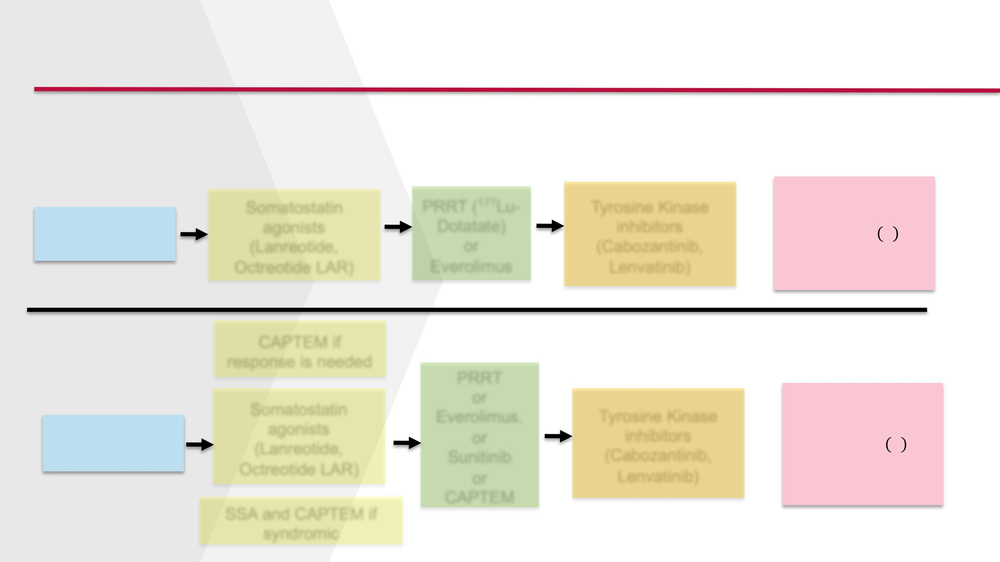 Somatostatin
agonists
(Lanreotide,
Octreotide LAR)
PRRT (¹⁷⁷Lu-
Dotatate)
or
Everolimus
Tyrosine Kinase
inhibitors
(Cabozantinib,
Lenvatinib)
( )
CAPTEM if
response is needed
Somatostatin
agonists
(Lanreotide,
Octreotide LAR)
SSA and CAPTEM if
syndromic
PRRT
or
Everolimus.
or
Sunitinib
or
CAPTEM
Tyrosine Kinase
inhibitors
(Cabozantinib,
Lenvatinib)
( )